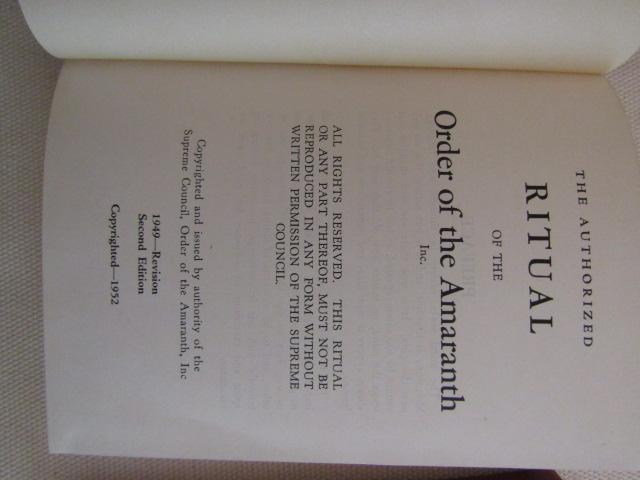 THE AUTHORIZED
RITUAL
OF THE
Order of the Amaranth
Inc.
ALL RIGHTS RESERVED. THIS RITUAL
OR ANY PART THEREOF, MUST NOT BE
REPRODUCED IN ANY FORM WITHOUT
WRITTEN PERMISSION OF THE SUPREME
COUNCIL.
Copyrighted and issued by authority of the
Supreme Council, Order of the Amaranth, Inc
1949—Revision
Second Edition
Copyrighted—1952